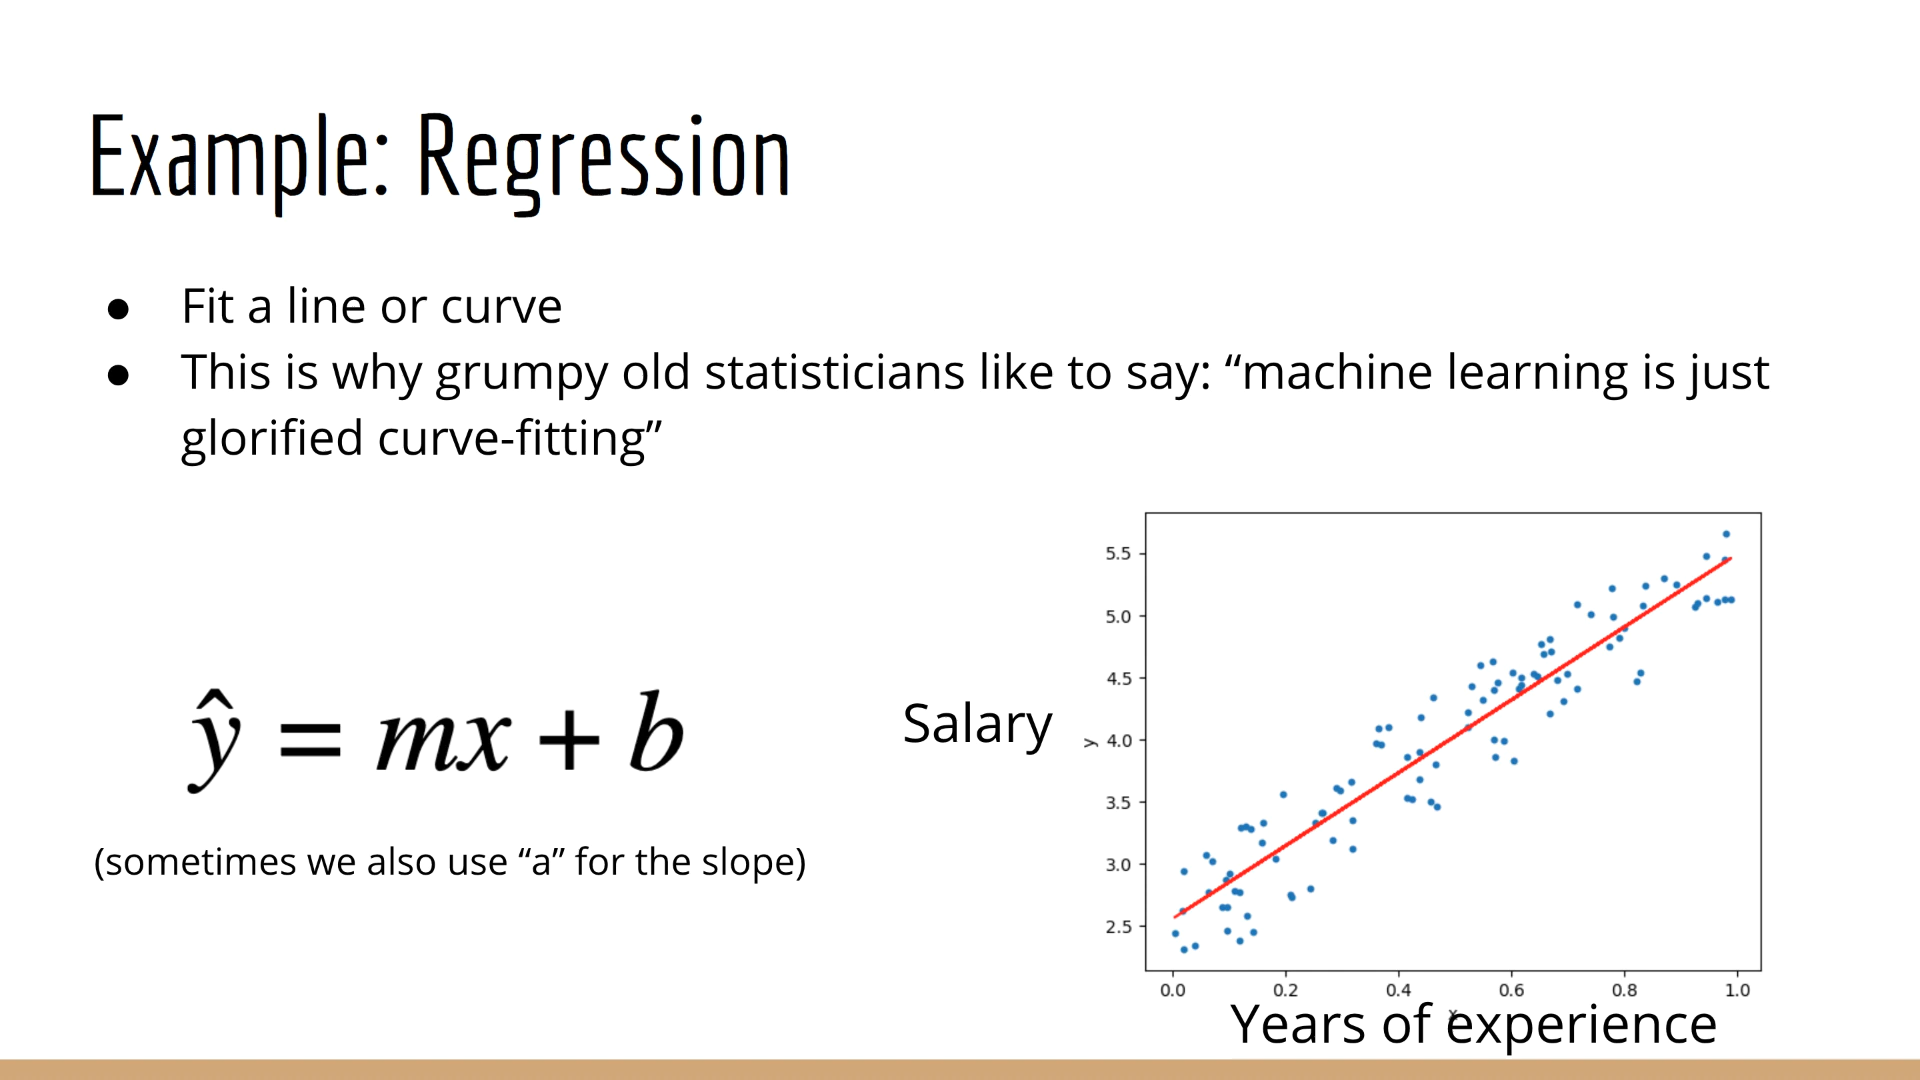 Example: Regression
● Fit a line or curve
● This is why grumpy old statisticians like to say: “machine learning is just
glorified curve-fitting”
ŷ = mx + b
(sometimes we also use “a” for the slope)
Salary
y
5.5
5.0
4.5
4.0
3.5
3.0
2.5
0.0 0.2 0.4 0.6 0.8 1.0
x
Years of experience